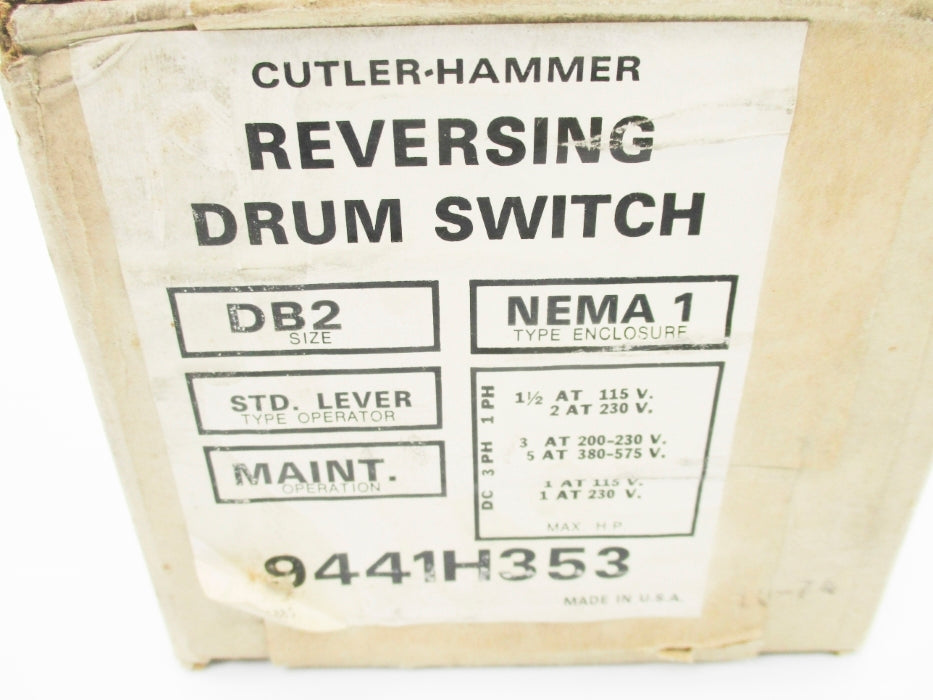 CUTLER-HAMMER
REVERSING
DRUM SWITCH
DB2
SIZE
NEMA 1
TYPE ENCLOSURE
STD. LEVER
TYPE OPERATOR
MAINT.
OPERATION
1 PH
1½ AT 115 V.
2 AT 230 V.
3 PH
3 AT 200-230 V.
5 AT 380-575 V.
DC
1 AT 115 V.
1 AT 230 V.
MAX. H.P.
9441H353
MADE IN U.S.A.